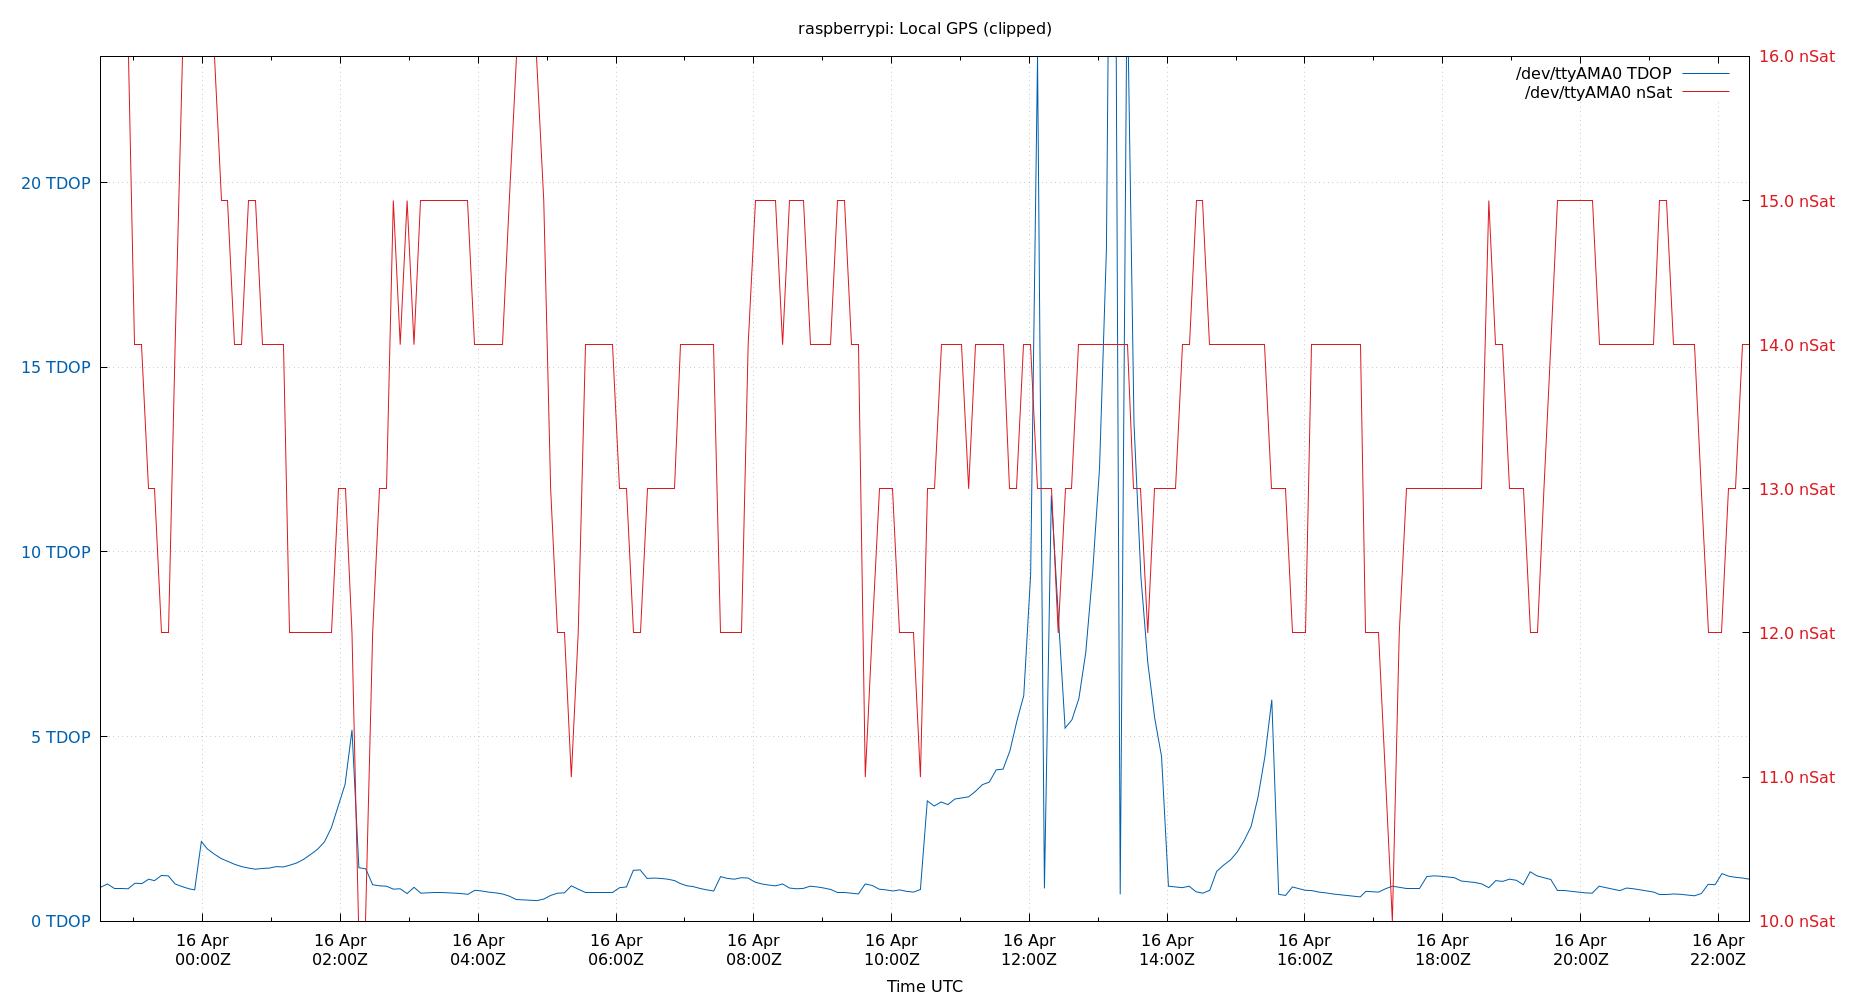 raspberrypi: Local GPS (clipped)
/dev/ttyAMA0 TDOP
/dev/ttyAMA0 nSat
20 TDOP
15 TDOP
10 TDOP
5 TDOP
0 TDOP
16.0 nSat
15.0 nSat
14.0 nSat
13.0 nSat
12.0 nSat
11.0 nSat
10.0 nSat
16 Apr 16 Apr 16 Apr 16 Apr 16 Apr 16 Apr 16 Apr 16 Apr 16 Apr 16 Apr 16 Apr 16 Apr
00:00Z 02:00Z 04:00Z 06:00Z 08:00Z 10:00Z 12:00Z 14:00Z 16:00Z 18:00Z 20:00Z 22:00Z
Time UTC